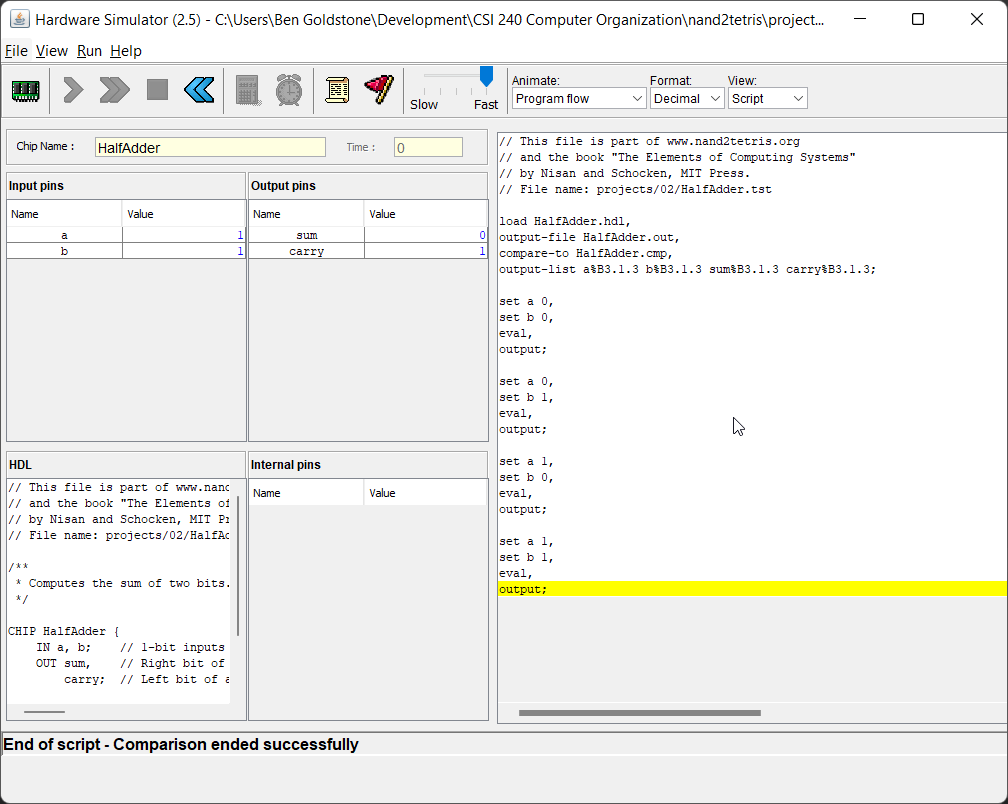 Hardware Simulator (2.5) - C:\Users\Ben Goldstone\Development\CSI 240 Computer Organization\nand2tetris\project...
File View Run Help
Slow Fast
Animate: Format: View:
Program flow Decimal Script
Chip Name : HalfAdder Time : 0
Input pins
Name Value
a 1
b 1
Output pins
Name Value
sum 0
carry 1
HDL
// This file is part of www.nand
// and the book "The Elements of
// by Nisan and Schocken, MIT Pr
// File name: projects/02/HalfAd
/**
* Computes the sum of two bits.
*/
CHIP HalfAdder {
IN a, b;    // 1-bit inputs
OUT sum,    // Right bit of
carry;  // Left bit of a
Internal pins
Name Value
// This file is part of www.nand2tetris.org
// and the book "The Elements of Computing Systems"
// by Nisan and Schocken, MIT Press.
// File name: projects/02/HalfAdder.tst
load HalfAdder.hdl,
output-file HalfAdder.out,
compare-to HalfAdder.cmp,
output-list a%B3.1.3 b%B3.1.3 sum%B3.1.3 carry%B3.1.3;
set a 0,
set b 0,
eval,
output;
set a 0,
set b 1,
eval,
output;
set a 1,
set b 0,
eval,
output;
set a 1,
set b 1,
eval,
output;
End of script - Comparison ended successfully